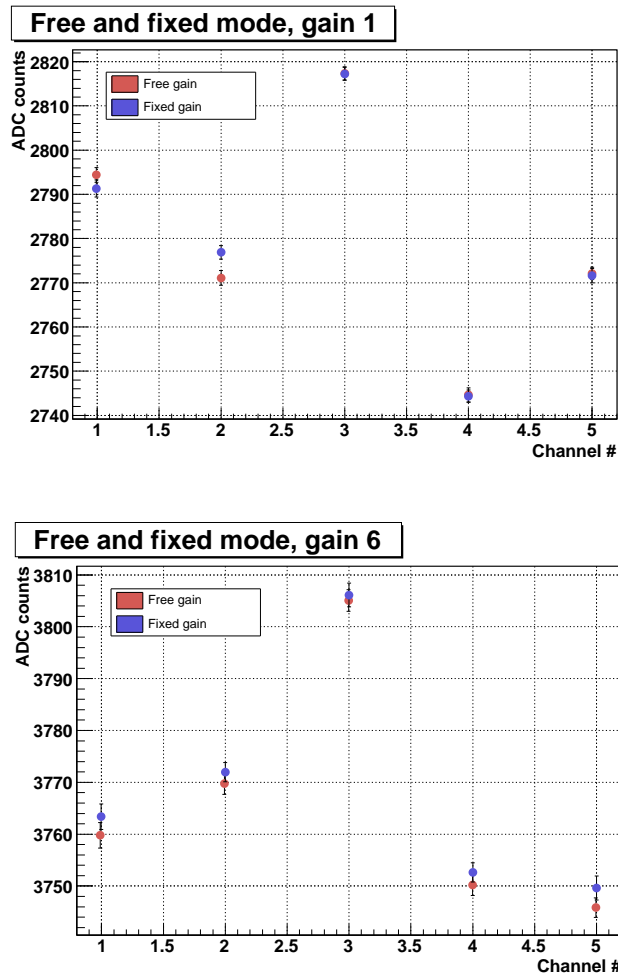 Free and fixed mode, gain 1
ADC counts
2820
2810
2800
2790
2780
2770
2760
2750
2740
Free gain
Fixed gain
1 1.5 2 2.5 3 3.5 4 4.5 5
Channel #
Free and fixed mode, gain 6
ADC counts
3810
3800
3790
3780
3770
3760
3750
Free gain
Fixed gain
1 1.5 2 2.5 3 3.5 4 4.5 5
Channel #